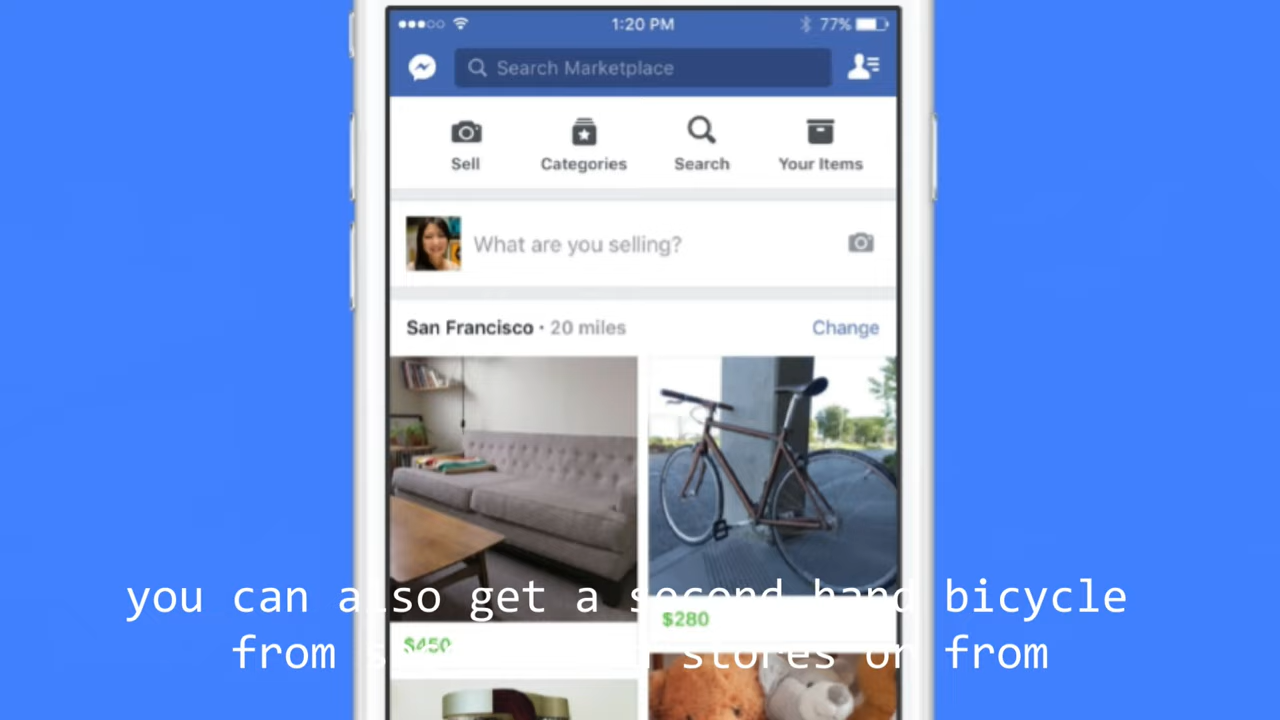 1:20 PM
77%
Search Marketplace
Sell
Categories
Search
Your Items
What are you selling?
San Francisco · 20 miles
Change
$450
$280
you can also get a second hand bicycle
from stores or from